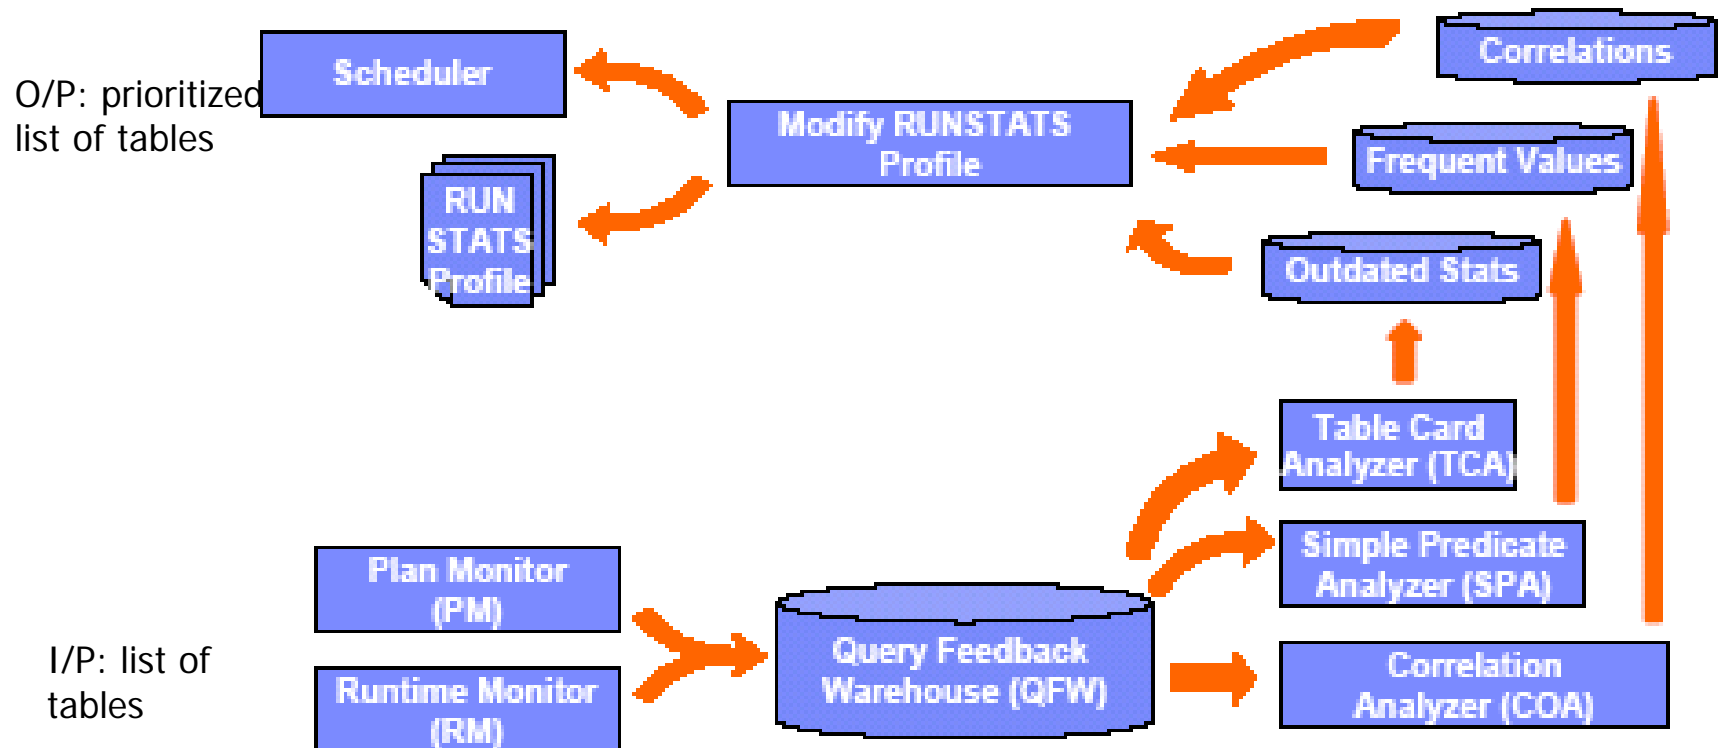 Scheduler
O/P: prioritized
list of tables
RUN
STATS
Profile
Modify RUNSTATS
Profile
Correlations
Frequent Values
Outdated Stats
Table Card
Analyzer (TCA)
Simple Predicate
Analyzer (SPA)
Correlation
Analyzer (COA)
Plan Monitor
(PM)
Runtime Monitor
(RM)
Query Feedback
Warehouse (QFW)
I/P: list of
tables